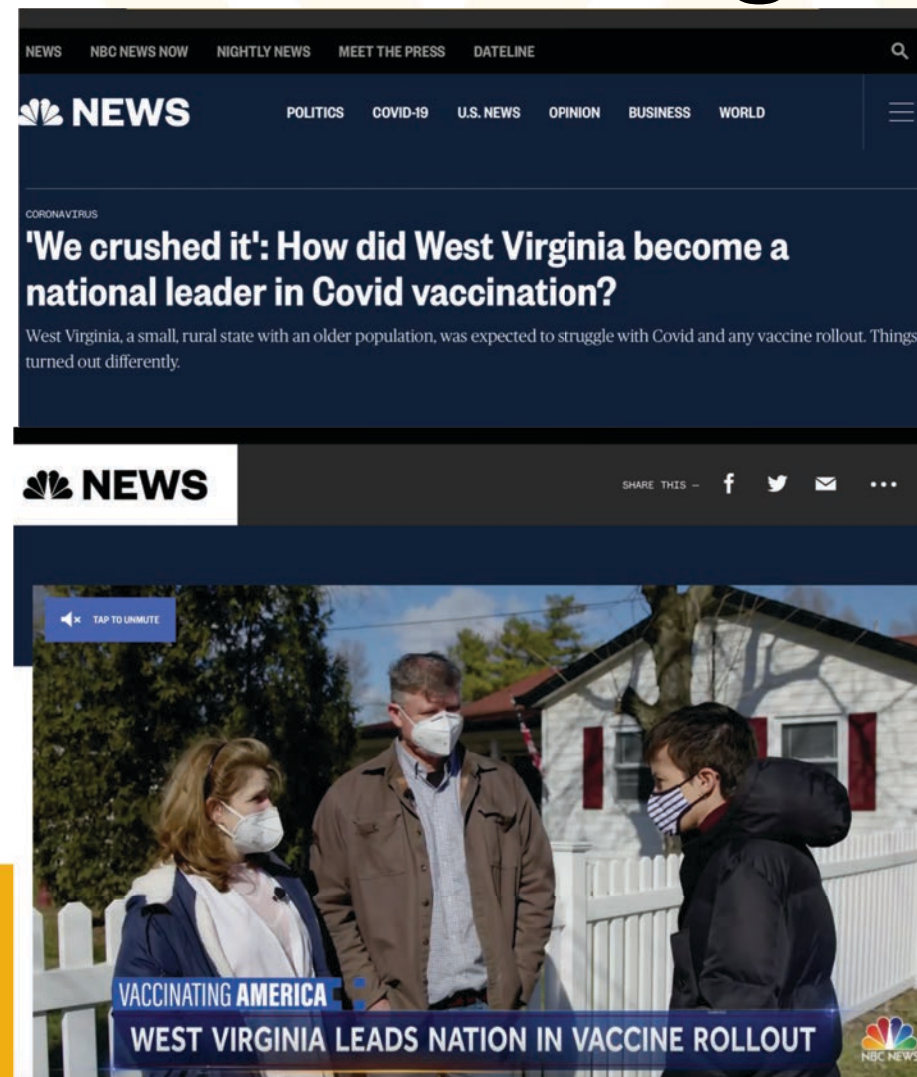 NEWS NBC NEWS NOW NIGHTLY NEWS MEET THE PRESS DATELINE
NEWS POLITICS COVID-19 U.S. NEWS OPINION BUSINESS WORLD
CORONAVIRUS
'We crushed it': How did West Virginia become a
national leader in Covid vaccination?
West Virginia, a small, rural state with an older population, was expected to struggle with Covid and any vaccine rollout. Things
turned out differently.
NEWS SHARE THIS –
TAP TO UNMUTE
VACCINATING AMERICA
WEST VIRGINIA LEADS NATION IN VACCINE ROLLOUT
NBC NEWS